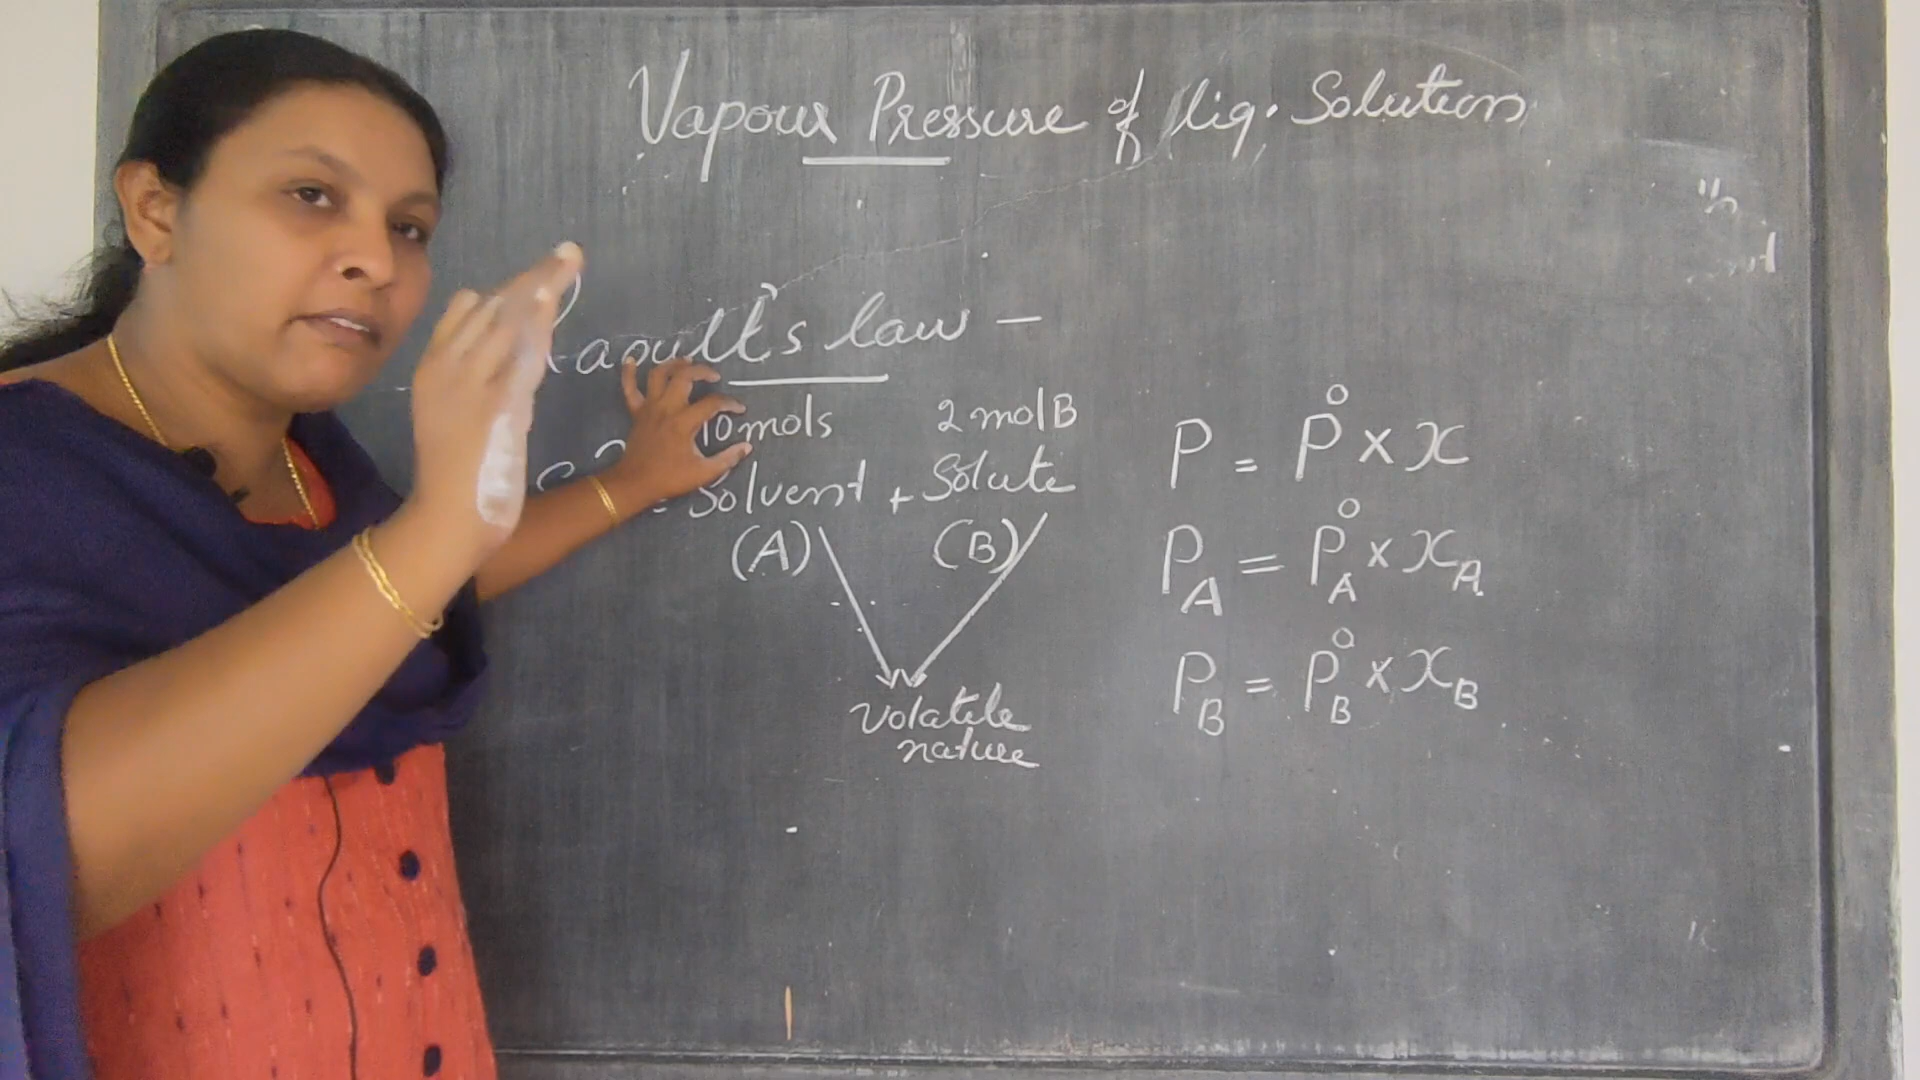 Vapour Pressure of liq. Solutions
Raoult's law –
10 mols 2 mol B
= Solvent + Solute
(A) (B)
Volatile
nature
P = P° × x
P_A = P°_A × x_A
P_B = P°_B × x_B